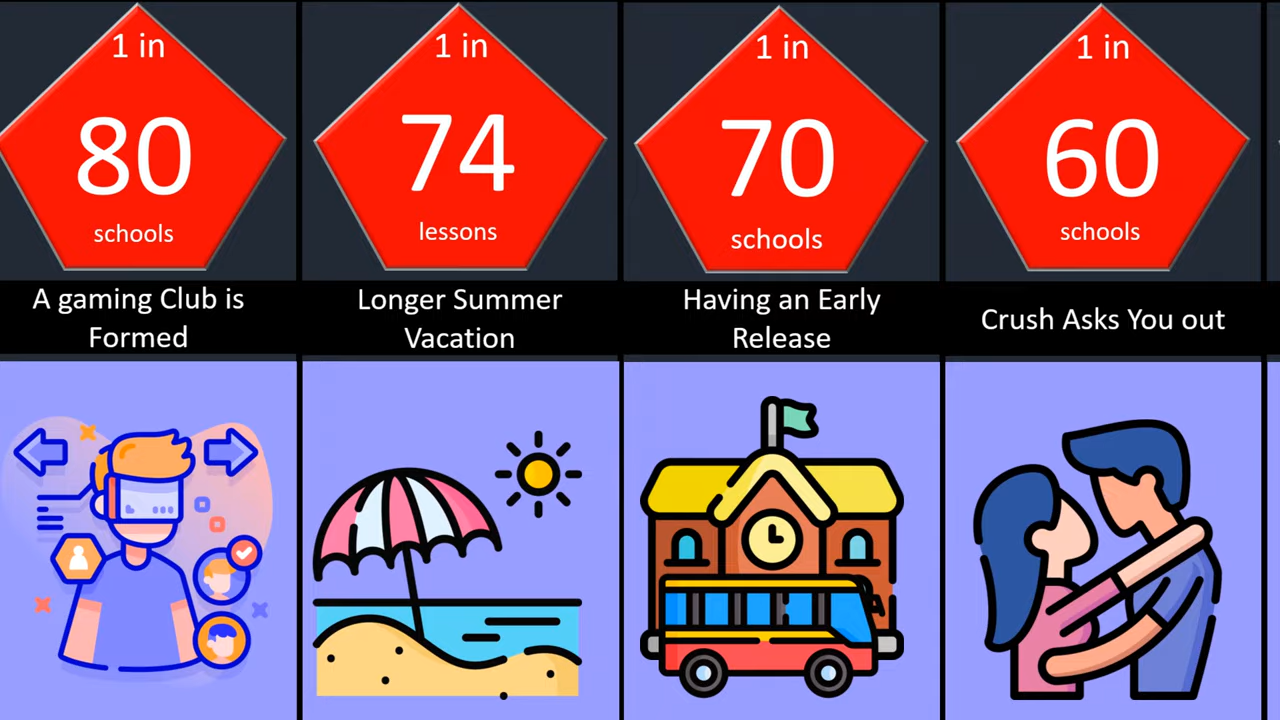 1 in
80
schools
A gaming Club is
Formed
1 in
74
lessons
Longer Summer
Vacation
1 in
70
schools
Having an Early
Release
1 in
60
schools
Crush Asks You out